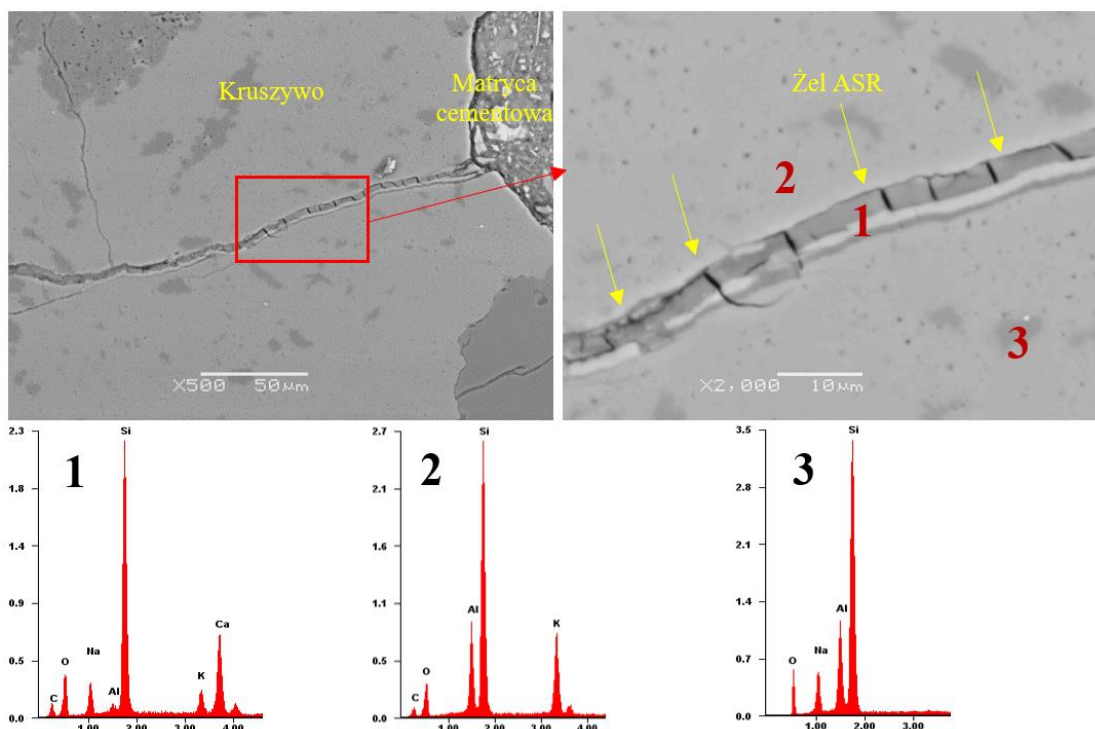 Kruszywo
Matryca
cementowa
X500 50μm
Żel ASR
2
1
3
X2,000 10μm
1
2.3
1.8
1.4
0.9
0.5
0.0
C
O
Na
Al
Si
K
Ca
1.00 2.00 3.00 4.00
2
2.7
2.1
1.6
1.1
0.5
0.0
C
O
Al
Si
K
1.00 2.00 3.00 4.00
3
3.5
2.8
2.1
1.4
0.7
0.0
O
Na
Al
Si
1.00 2.00 3.00